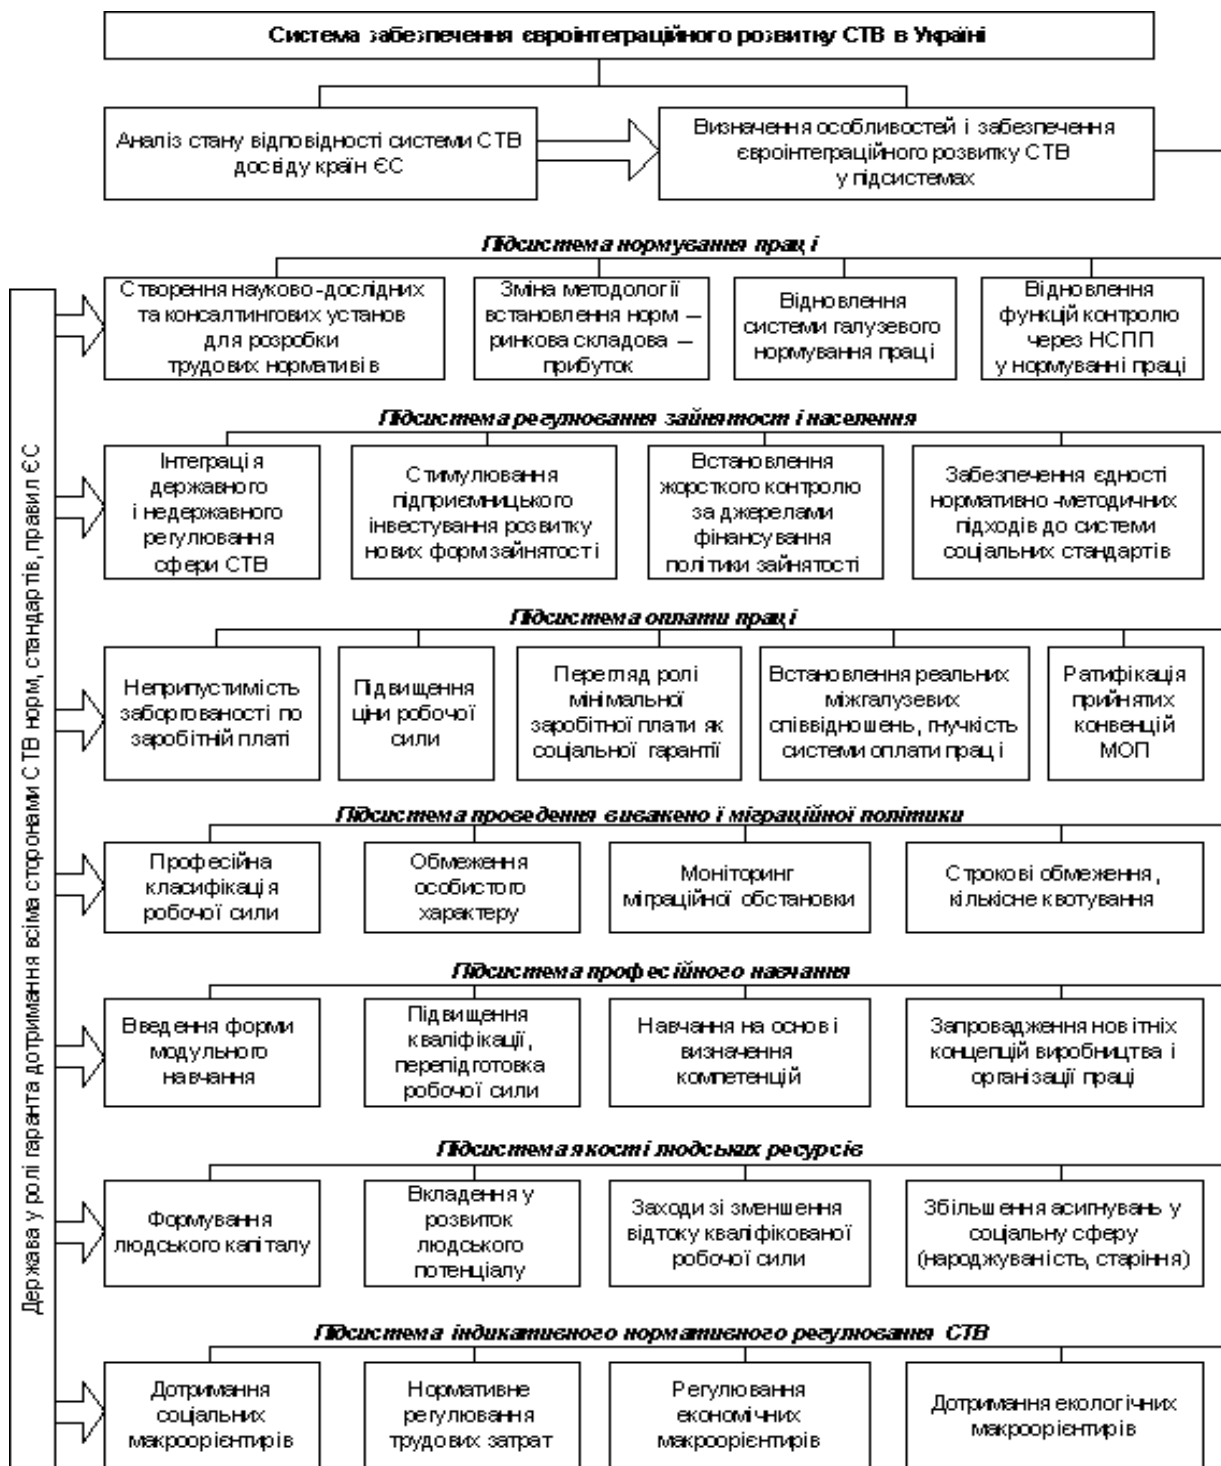 Система забезпечення євроінтеграційного розвитку СТВ в Україні
Аналіз стану відповідності системи СТВ
досвіду країн ЄС
Визначення особливостей і забезпечення
євроінтеграційного розвитку СТВ
у підсистемах
Держава у ролі гаранта дотримання всіма сторонами СТВ норм, стандартів, правил ЄС
Підсистема нормування праці
Створення науково-дослідних
та консалтингових установ
для розробки
трудових нормативів
Зміна методології
встановлення норм —
ринкова складова —
прибуток
Відновлення
системи галузевого
нормування праці
Відновлення
функцій контролю
через НСПП
у нормуванні праці
Підсистема регулювання зайнятості населення
Інтеграція
державного
і недержавного
регулювання
сфери СТВ
Стимулювання
підприємницького
інвестування розвитку
нових форм зайнятості
Встановлення
жорсткого контролю
за джерелами
фінансування
політики зайнятості
Забезпечення єдності
нормативно-методичних
підходів до системи
соціальних стандартів
Підсистема оплати праці
Неприпустимість
заборгованості по
заробітній платі
Підвищення
ціни робочої
сили
Перегляд ролі
мінімальної
заробітної плати як
соціальної гарантії
Встановлення реальних
міжгалузевих
співвідношень, гнучкість
системи оплати праці
Ратифікація
прийнятих
конвенцій
МОП
Підсистема проведення виважено ї міграційної політики
Професійна
класифікація
робочої сили
Обмеження
особистого
характеру
Моніторинг
міграційної обстановки
Строкові обмеження,
кількісне квотування
Підсистема професійного навчання
Введення форми
модульного
навчання
Підвищення
кваліфікації,
перепідготовка
робочої сили
Навчання на основі
визначення
компетенцій
Запровадження новітніх
концепцій виробництва і
організації праці
Підсистема якості людських ресурсів
Формування
людського капіталу
Вкладення у
розвиток
людського
потенціалу
Заходи зі зменшення
відтоку кваліфікованої
робочої сили
Збільшення асигнувань у
соціальну сферу
(народжуваність, старіння)
Підсистема індикативного нормативного регулювання СТВ
Дотримання
соціальних
макроорієнтирів
Нормативне
регулювання
трудових затрат
Регулювання
економічних
макроорієнтирів
Дотримання екологічних
макроорієнтирів